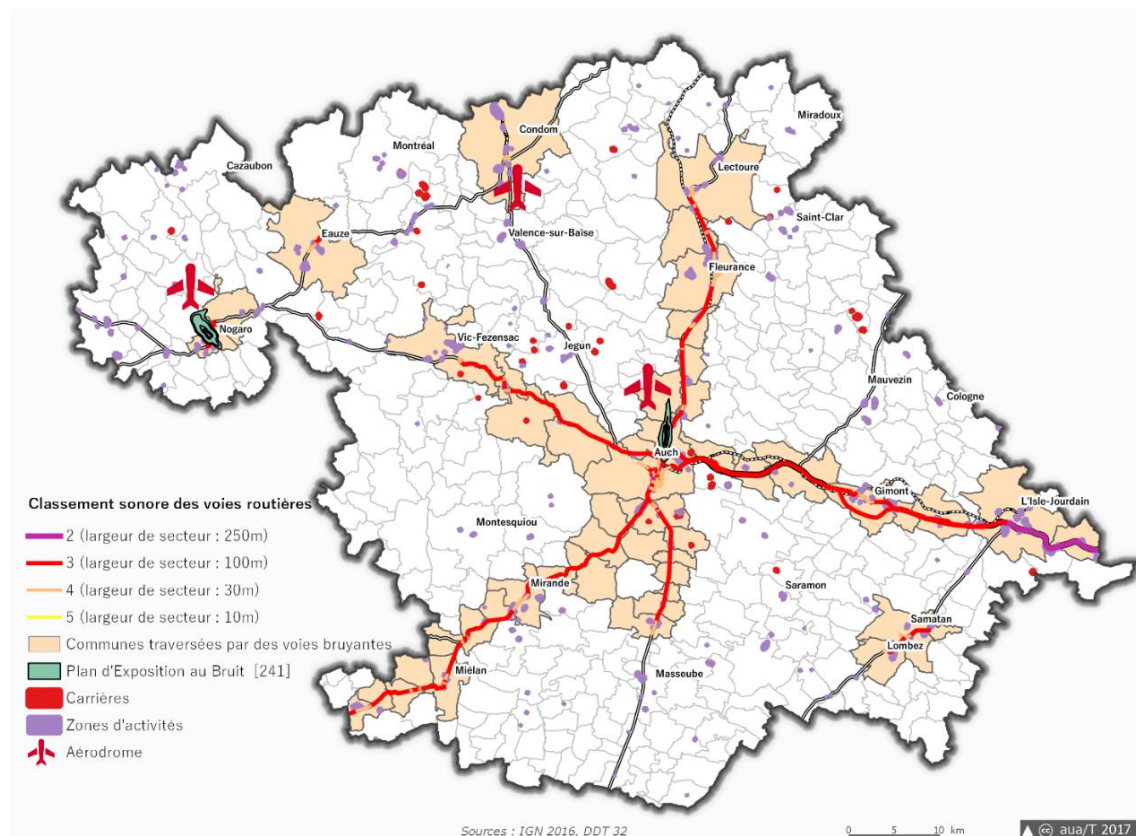 Condom
Miradoux
Montréal
Lectoure
Cazaubon
Saint-Clar
Eauze
Valence-sur-Baïse
Fleurance
Nogaro
Vic-Fezensac
Jegun
Mauvezin
Cologne
Auch
Gimont
L'Isle-Jourdain
Montesquiou
Mirande
Saramon
Samatan
Lombez
Miélan
Masseube
Classement sonore des voies routières
2 (largeur de secteur : 250m)
3 (largeur de secteur : 100m)
4 (largeur de secteur : 30m)
5 (largeur de secteur : 10m)
Communes traversées par des voies bruyantes
Plan d'Exposition au Bruit [241]
Carrières
Zones d'activités
Aérodrome
Sources : IGN 2016, DDT 32
0 5 10 km
cc aua/T 2017